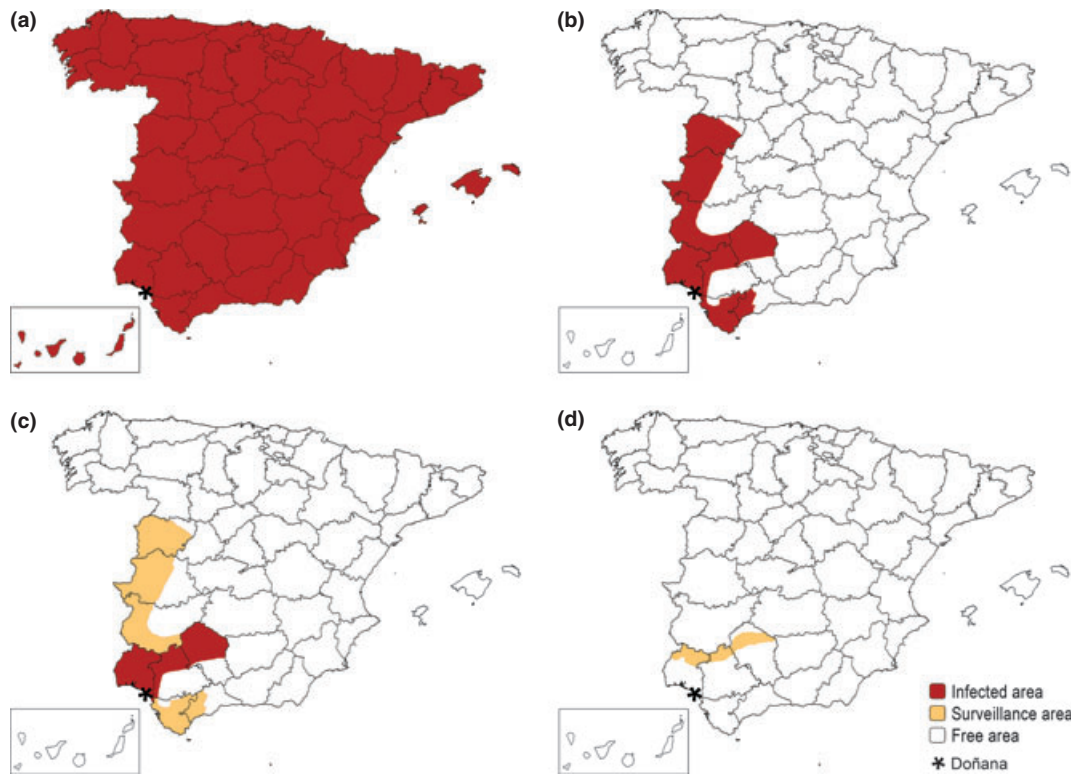 (a)
(b)
(c)
(d)
Infected area
Surveillance area
Free area
* Doñana